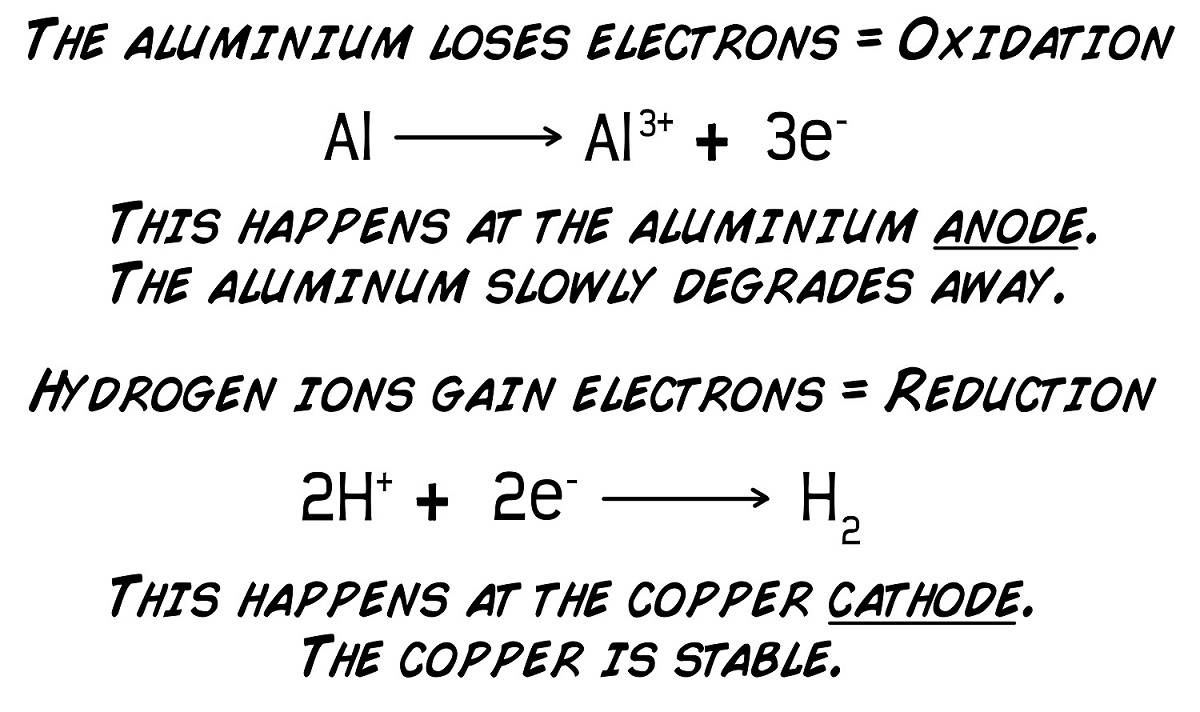 The aluminium loses electrons = Oxidation
Al ⟶ Al³⁺ + 3e⁻
This happens at the aluminium anode.
The aluminum slowly degrades away.
Hydrogen ions gain electrons = Reduction
2H⁺ + 2e⁻ ⟶ H₂
This happens at the copper cathode.
The copper is stable.